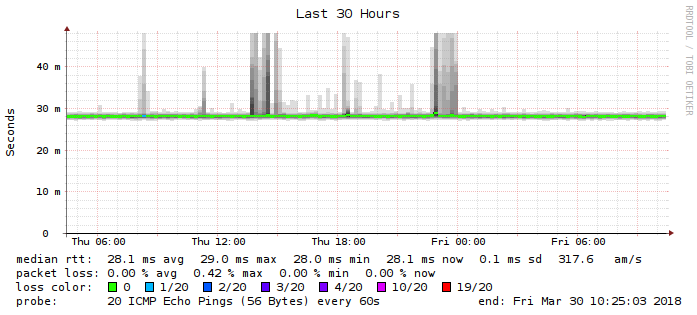 Last 30 Hours
RRDTOOL / TOBI OETIKER
Seconds
40 m
30 m
20 m
10 m
0
Thu 06:00 Thu 12:00 Thu 18:00 Fri 00:00 Fri 06:00
median rtt: 28.1 ms avg 29.0 ms max 28.0 ms min 28.1 ms now 0.1 ms sd 317.6 am/s
packet loss: 0.00 % avg 0.42 % max 0.00 % min 0.00 % now
loss color: 0 1/20 2/20 3/20 4/20 10/20 19/20
probe: 20 ICMP Echo Pings (56 Bytes) every 60s end: Fri Mar 30 10:25:03 2018